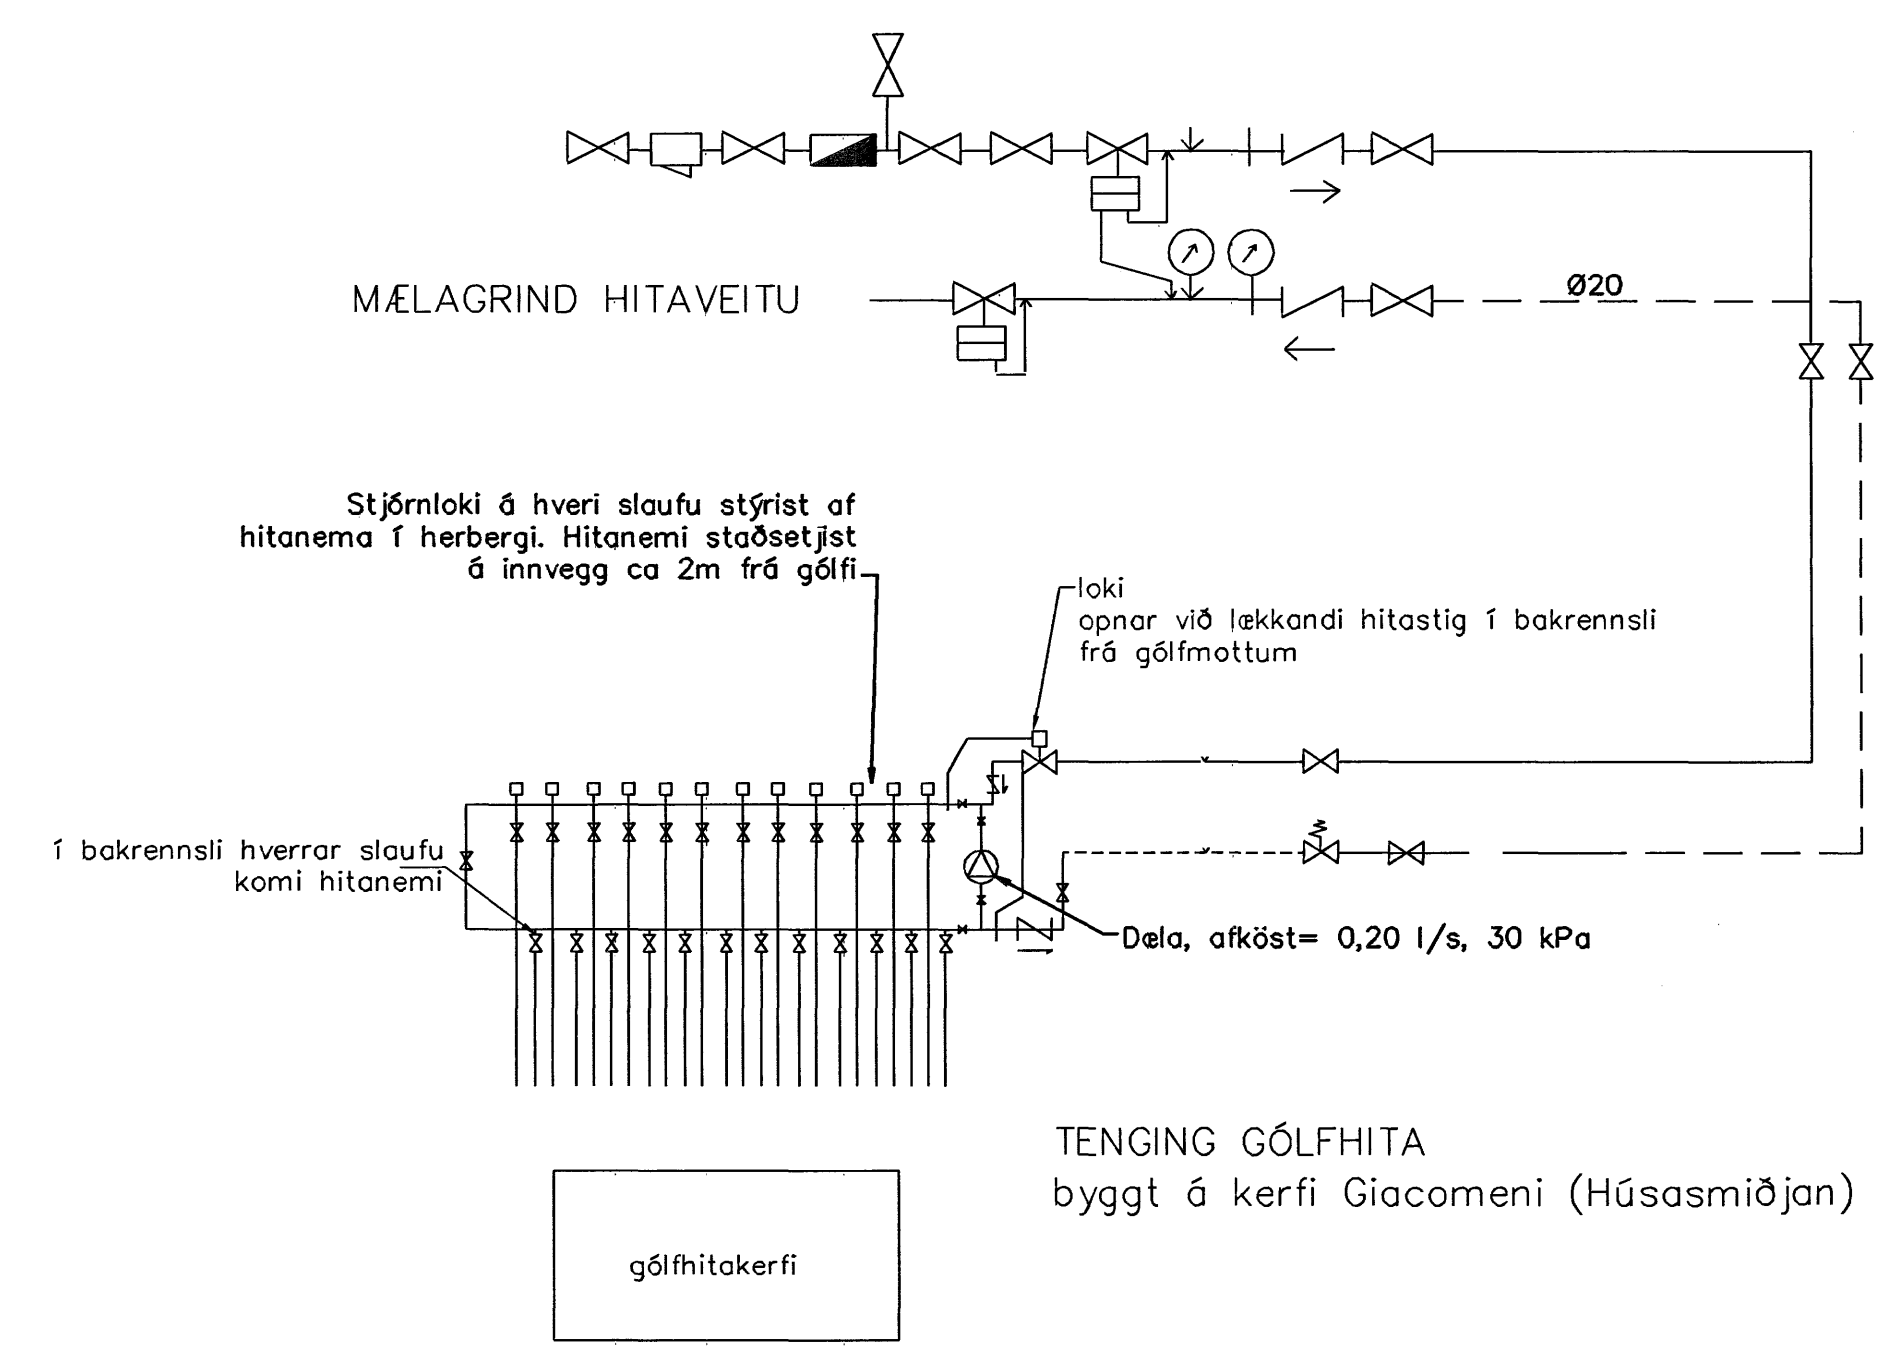 MÆLAGRIND HITAVEITU
Ø20
Stjórnloki á hveri slaufu stýrist af
hitanema í herbergi. Hitanemi staðsetjist
á innvegg ca 2m frá gólfi
loki
opnar við lækkandi hitastig í bakrennsli
frá gólfmottum
í bakrennsli hverrar slaufu
komi hitanemi
Dæla, afköst= 0,20 l/s, 30 kPa
TENGING GÓLFHITA
byggt á kerfi Giacomeni (Húsasmiðjan)
gólfhitakerfi